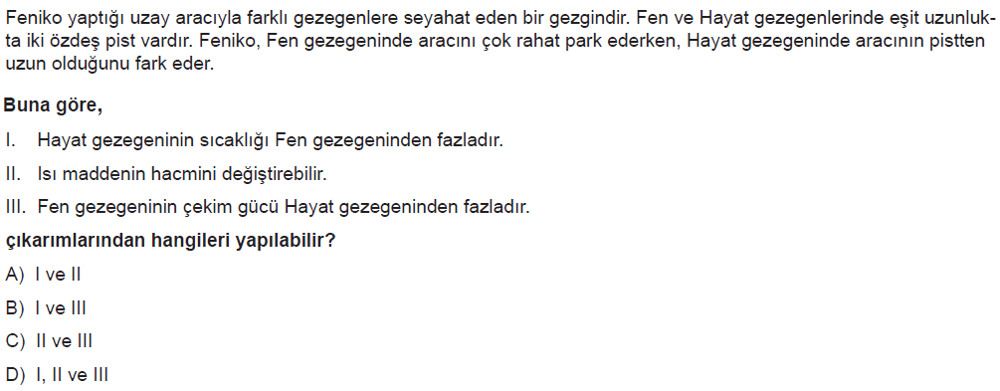 Feniko yaptığı uzay aracıyla farklı gezegenlere seyahat eden bir gezgindir. Fen ve Hayat gezegenlerinde eşit uzunluk-
ta iki özdeş pist vardır. Feniko, Fen gezegeninde aracını çok rahat park ederken, Hayat gezegeninde aracının pistten
uzun olduğunu fark eder.
Buna göre,
I. Hayat gezegeninin sıcaklığı Fen gezegeninden fazladır.
II. Isı maddenin hacmini değiştirebilir.
III. Fen gezegeninin çekim gücü Hayat gezegeninden fazladır.
çıkarımlarından hangileri yapılabilir?
A) I ve II
B) I ve III
C) II ve III
D) I, II ve III